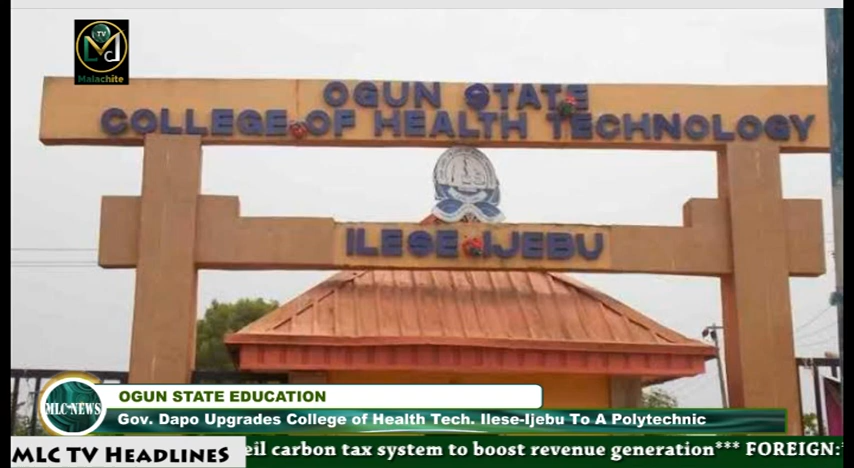 TV
Malachite
OGUN STATE
COLLEGE OF HEALTH TECHNOLOGY
ILESE-IJEBU
MLC-NEWS
OGUN STATE EDUCATION
Gov. Dapo Upgrades College of Health Tech. Ilese-Ijebu To A Polytechnic
MLC TV HEADLINES
eil carbon tax system to boost revenue generation*** FOREIGN: